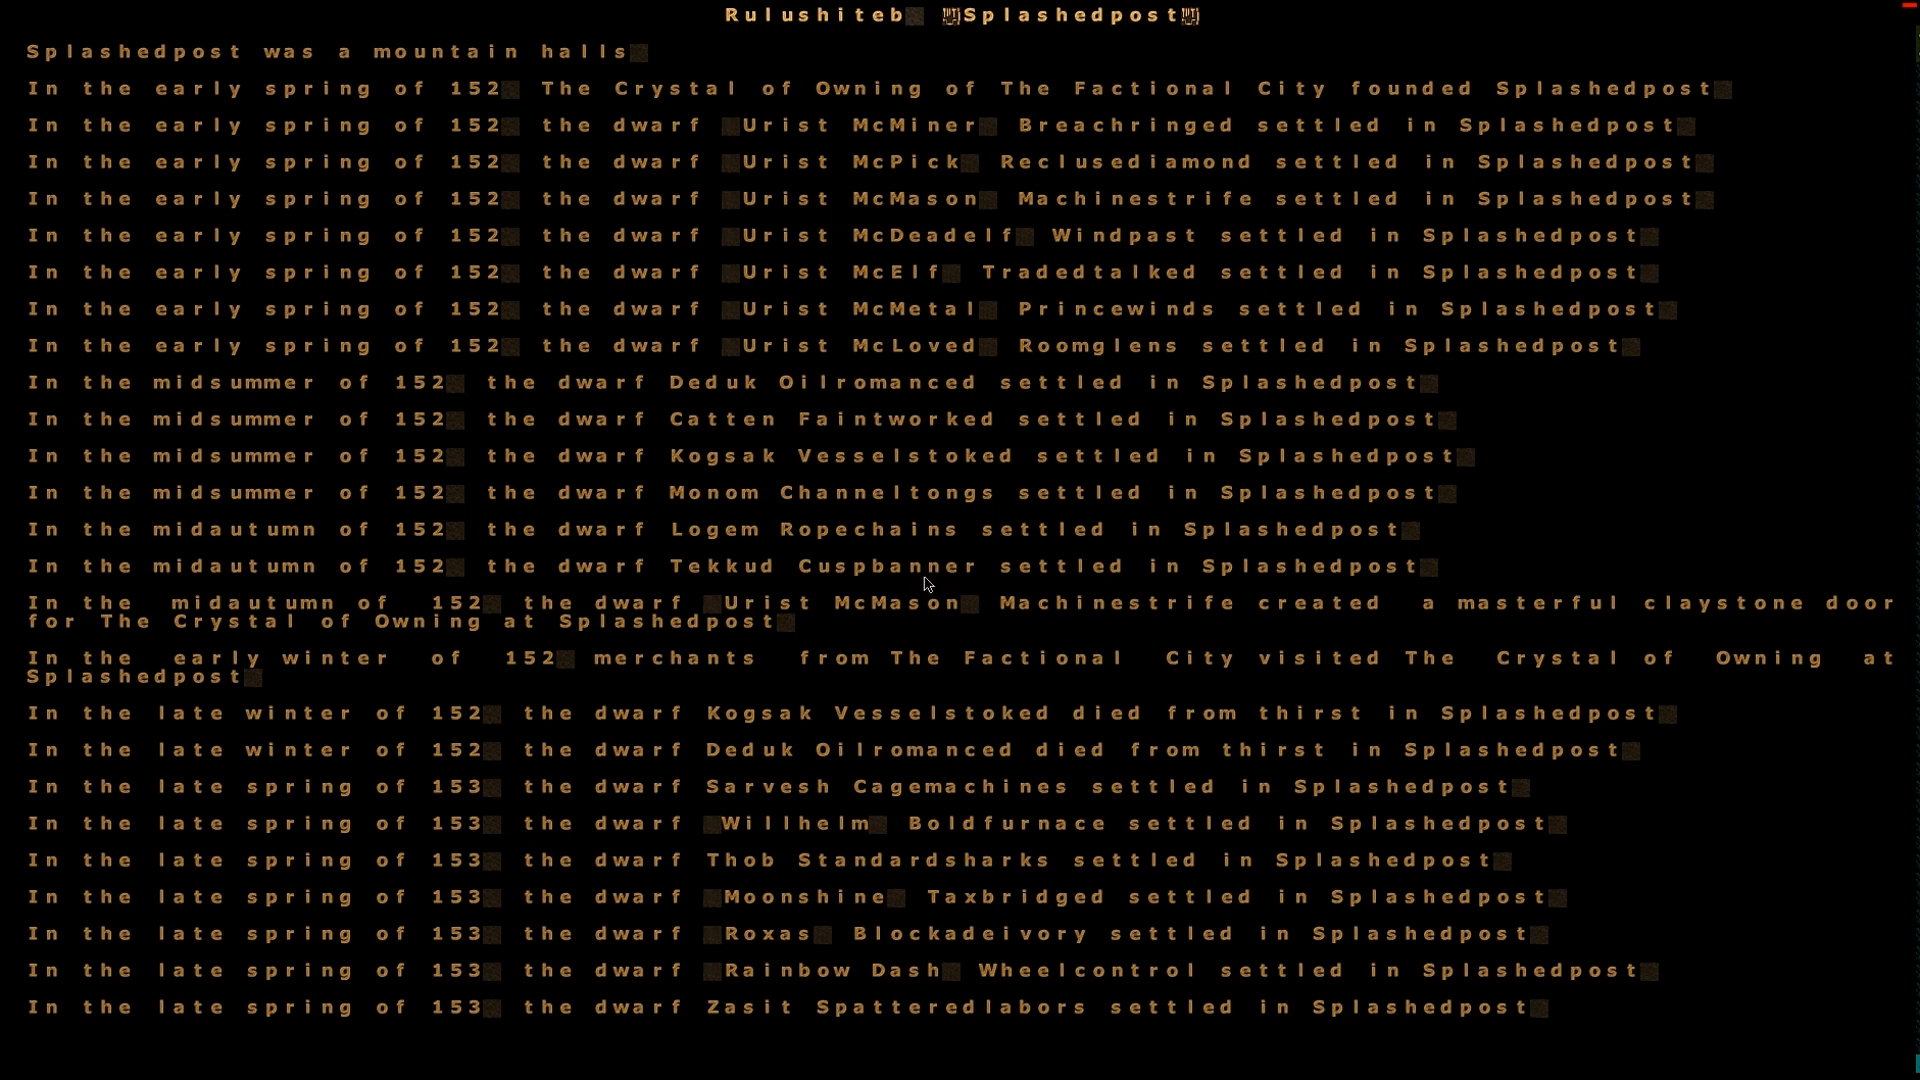 Rulushiteb Splashedpost
Splashedpost was a mountain halls
In the early spring of 152 The Crystal of Owning of The Factional City founded Splashedpost
In the early spring of 152 the dwarf Urist McMiner Breachringed settled in Splashedpost
In the early spring of 152 the dwarf Urist McPick Reclusediamond settled in Splashedpost
In the early spring of 152 the dwarf Urist McMason Machinestrife settled in Splashedpost
In the early spring of 152 the dwarf Urist McDeadelf Windpast settled in Splashedpost
In the early spring of 152 the dwarf Urist McElf Tradedtalked settled in Splashedpost
In the early spring of 152 the dwarf Urist McMetal Princewinds settled in Splashedpost
In the early spring of 152 the dwarf Urist McLoved Roomglens settled in Splashedpost
In the midsummer of 152 the dwarf Deduk Oilromanced settled in Splashedpost
In the midsummer of 152 the dwarf Catten Faintworked settled in Splashedpost
In the midsummer of 152 the dwarf Kogsak Vesselstoked settled in Splashedpost
In the midsummer of 152 the dwarf Monom Channeltongs settled in Splashedpost
In the midautumn of 152 the dwarf Logem Ropechains settled in Splashedpost
In the midautumn of 152 the dwarf Tekkud Cuspbanner settled in Splashedpost
In the midautumn of 152 the dwarf Urist McMason Machinestrife created a masterful claystone door
for The Crystal of Owning at Splashedpost
In the early winter of 152 merchants from The Factional City visited The Crystal of Owning at
Splashedpost
In the late winter of 152 the dwarf Kogsak Vesselstoked died from thirst in Splashedpost
In the late winter of 152 the dwarf Deduk Oilromanced died from thirst in Splashedpost
In the late spring of 153 the dwarf Sarvesh Cagemachines settled in Splashedpost
In the late spring of 153 the dwarf Willhelm Boldfurnace settled in Splashedpost
In the late spring of 153 the dwarf Thob Standardsharks settled in Splashedpost
In the late spring of 153 the dwarf Moonshine Taxbridged settled in Splashedpost
In the late spring of 153 the dwarf Roxas Blockadeivory settled in Splashedpost
In the late spring of 153 the dwarf Rainbow Dash Wheelcontrol settled in Splashedpost
In the late spring of 153 the dwarf Zasit Spatteredlabors settled in Splashedpost